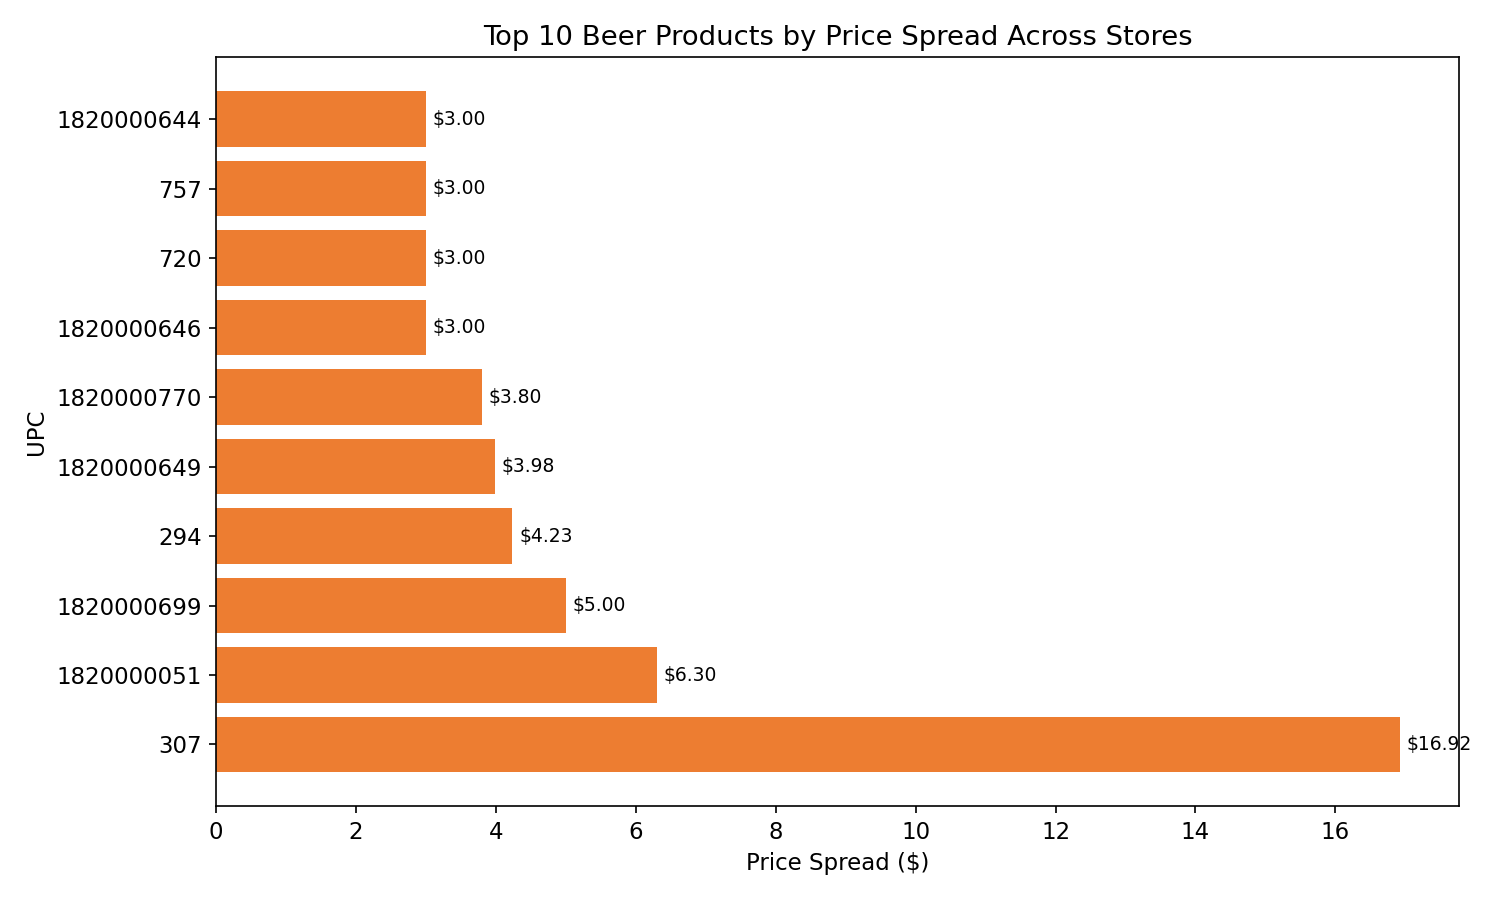 Top 10 Beer Products by Price Spread Across Stores
UPC
1820000644 $3.00
757 $3.00
720 $3.00
1820000646 $3.00
1820000770 $3.80
1820000649 $3.98
294 $4.23
1820000699 $5.00
1820000051 $6.30
307 $16.92
0 2 4 6 8 10 12 14 16
Price Spread ($)